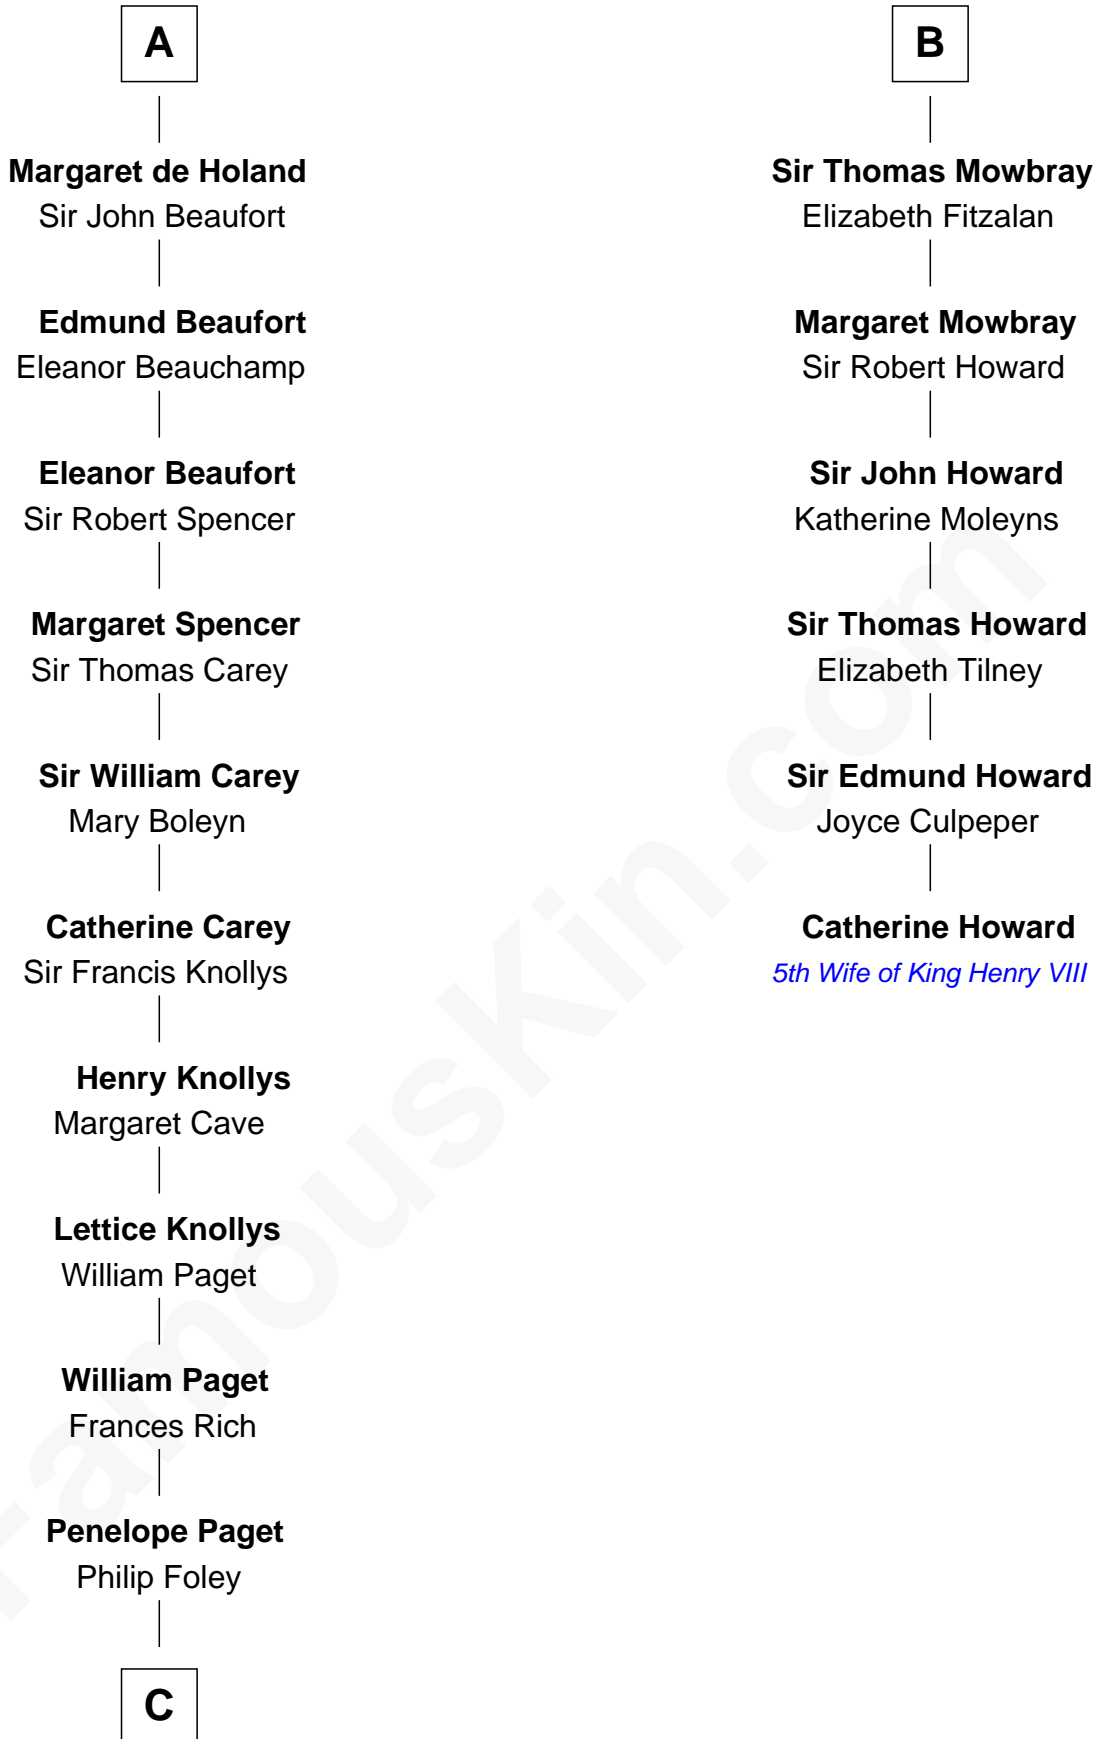 A
Margaret de Holand
Sir John Beaufort
Edmund Beaufort
Eleanor Beauchamp
Eleanor Beaufort
Sir Robert Spencer
Margaret Spencer
Sir Thomas Carey
Sir William Carey
Mary Boleyn
Catherine Carey
Sir Francis Knollys
Henry Knollys
Margaret Cave
Lettice Knollys
William Paget
William Paget
Frances Rich
Penelope Paget
Philip Foley
C
B
Sir Thomas Mowbray
Elizabeth Fitzalan
Margaret Mowbray
Sir Robert Howard
Sir John Howard
Katherine Moleyns
Sir Thomas Howard
Elizabeth Tilney
Sir Edmund Howard
Joyce Culpeper
Catherine Howard
5th Wife of King Henry VIII
FamousKin.com